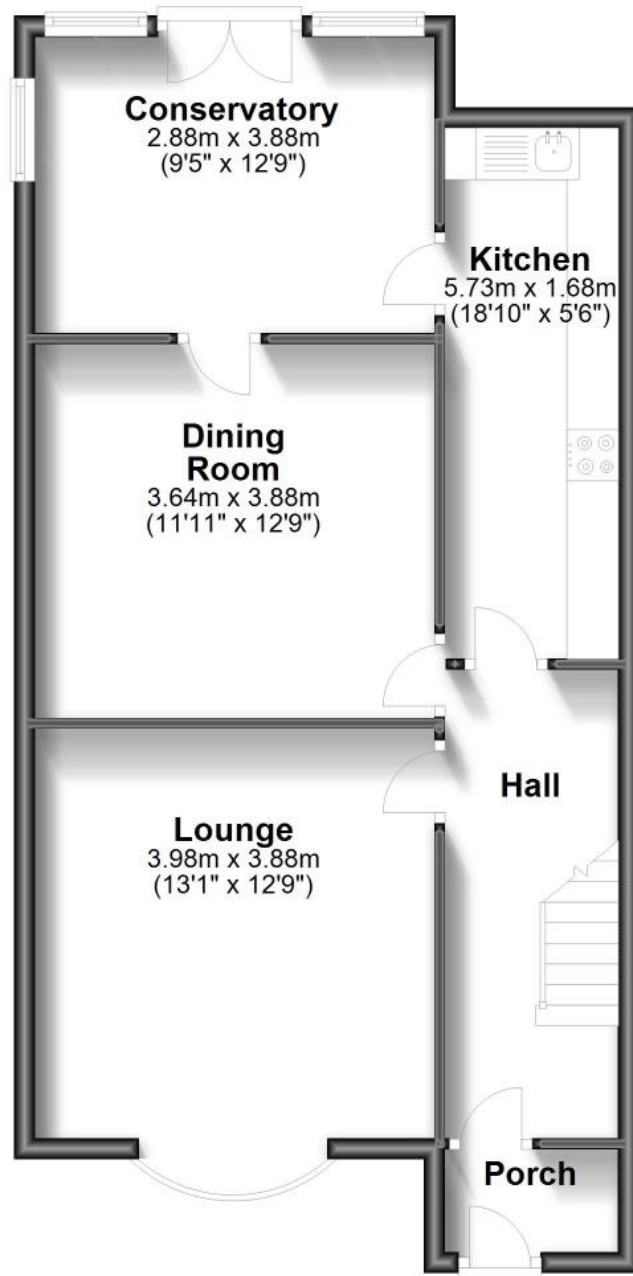 Conservatory
2.88m x 3.88m
(9'5" x 12'9")
Kitchen
5.73m x 1.68m
(18'10" x 5'6")
Dining
Room
3.64m x 3.88m
(11'11" x 12'9")
Hall
Lounge
3.98m x 3.88m
(13'1" x 12'9")
Porch